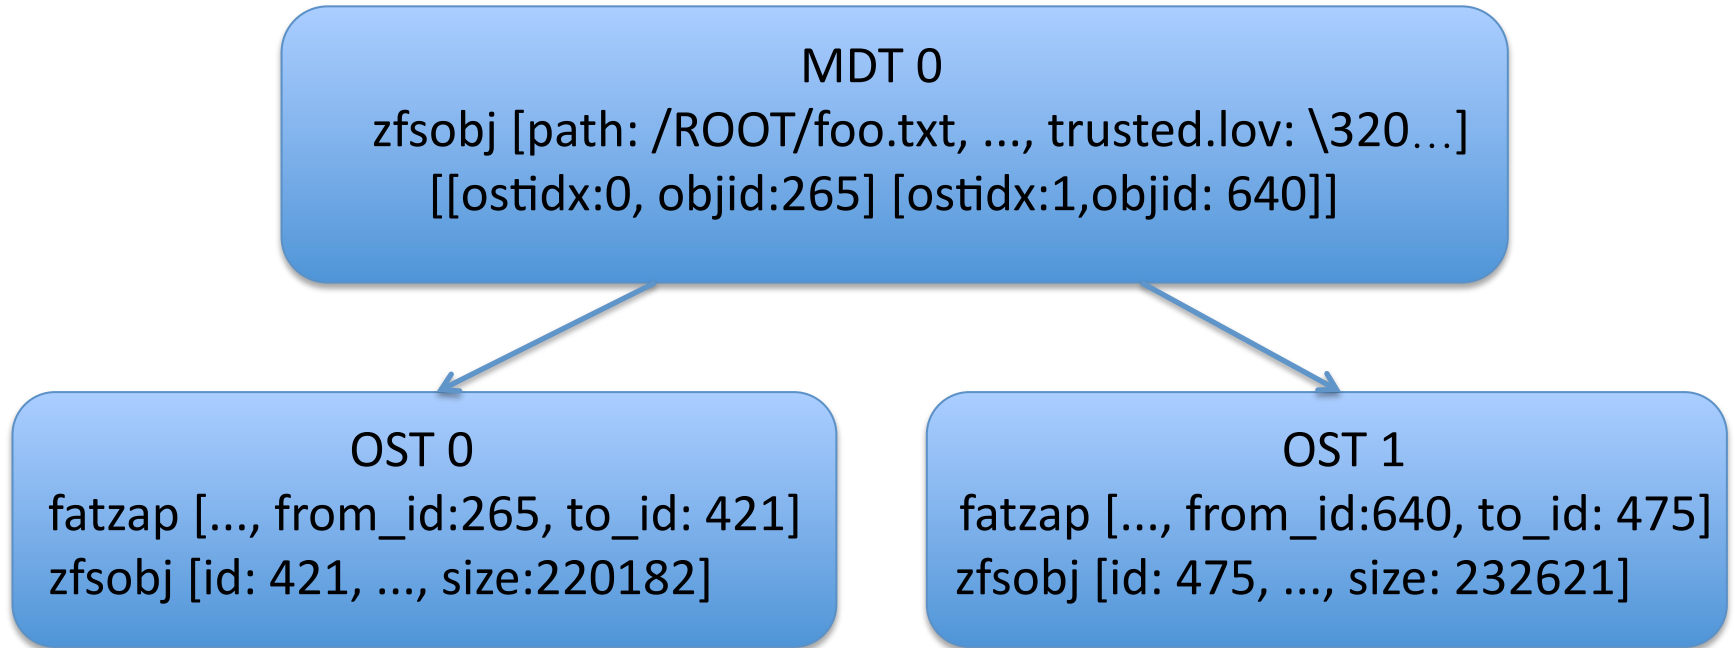 MDT 0
zfsobj [path: /ROOT/foo.txt, ..., trusted.lov: \320...]
[[ostidx:0, objid:265] [ostidx:1,objid: 640]]
OST 0
fatzap [..., from_id:265, to_id: 421]
zfsobj [id: 421, ..., size:220182]
OST 1
fatzap [..., from_id:640, to_id: 475]
zfsobj [id: 475, ..., size: 232621]